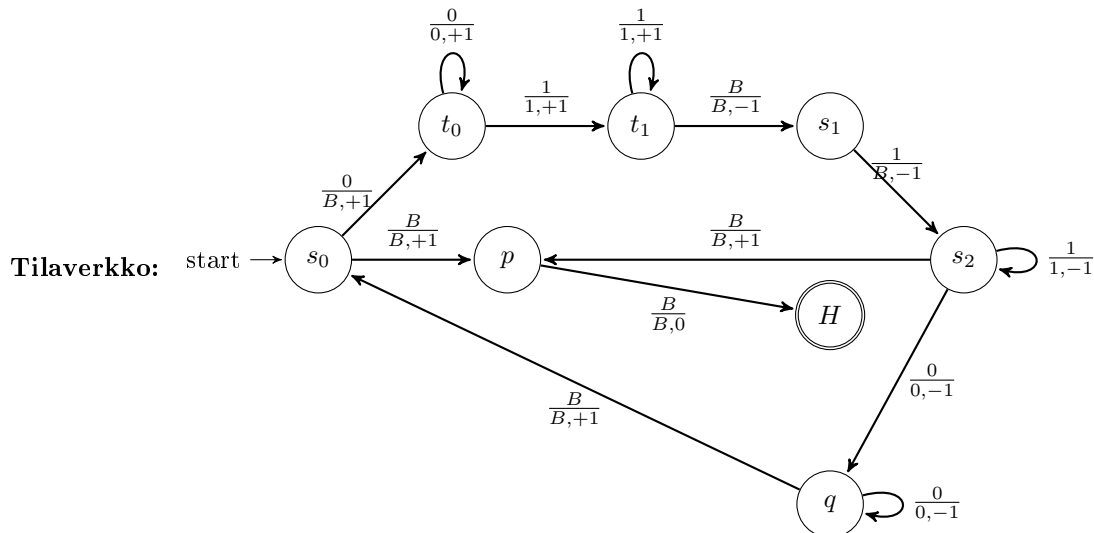 0
0,+1
1
1,+1
1
1,+1
B
B,−1
t₀
t₁
s₁
0
B,+1
1
B,−1
B
B,+1
B
B,+1
Tilaverkko:
start
s₀
p
s₂
1
1,−1
B
B,0
H
0
0,−1
B
B,+1
q
0
0,−1